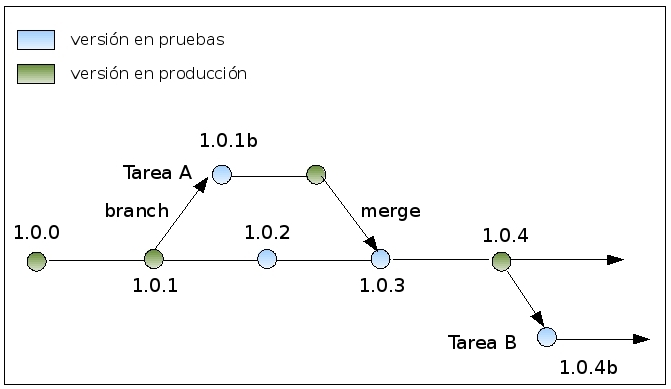 versión en pruebas
versión en producción
1.0.1b
Tarea A
branch
merge
1.0.0
1.0.2
1.0.4
1.0.1
1.0.3
Tarea B
1.0.4b